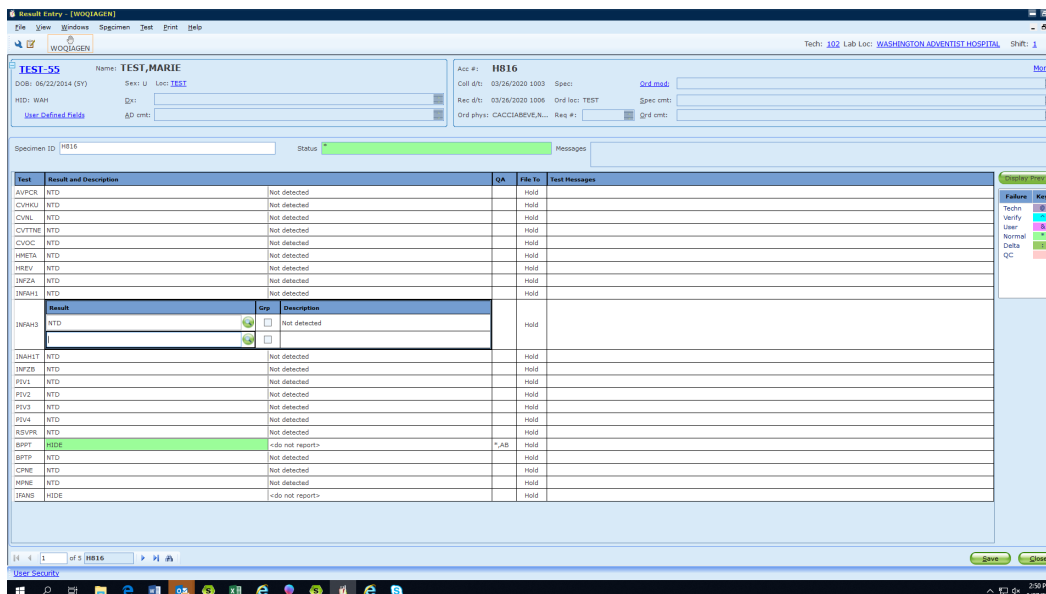 Result Entry - [WOQIAGEN]
File View Windows Specimen Test Print Help
WOQIAGEN
Tech: 102 Lab Loc: WASHINGTON ADVENTIST HOSPITAL Shift: 1
TEST-55 Name: TEST,MARIE
DOB: 06/22/2014 (5Y) Sex: U Loc: TEST
HID: WAH Dx:
User Defined Fields AD cmt:
Acc #: H816
Coll d/t: 03/26/2020 1003 Spec: Ord mod:
Rec d/t: 03/26/2020 1006 Ord loc: TEST Spec cmt:
Ord phys: CACCIABEVE,N... Req #: Ord cmt:
Specimen ID H816 Status * Messages
Display Prev
Test Result and Description QA File To Test Messages
AVPCR NTD Not detected Hold
CVHKU NTD Not detected Hold
CVNL NTD Not detected Hold
CVTTNE NTD Not detected Hold
CVOC NTD Not detected Hold
HMETA NTD Not detected Hold
HREV NTD Not detected Hold
INFZA NTD Not detected Hold
INFAH1 NTD Not detected Hold
Result Grp Description
INFAH3 NTD Not detected Hold
INAH1T NTD Not detected Hold
INFZB NTD Not detected Hold
PIV1 NTD Not detected Hold
PIV2 NTD Not detected Hold
PIV3 NTD Not detected Hold
PIV4 NTD Not detected Hold
RSVPR NTD Not detected Hold
BPPT HIDE <do not report> *,AB Hold
BPTP NTD Not detected Hold
CPNE NTD Not detected Hold
MPNE NTD Not detected Hold
IFANS HIDE <do not report> Hold
Failure
Techn @
Verify ^
User &
Normal *
Delta :
QC
1 of 5 H816
Save Close
User Security
2:50 P